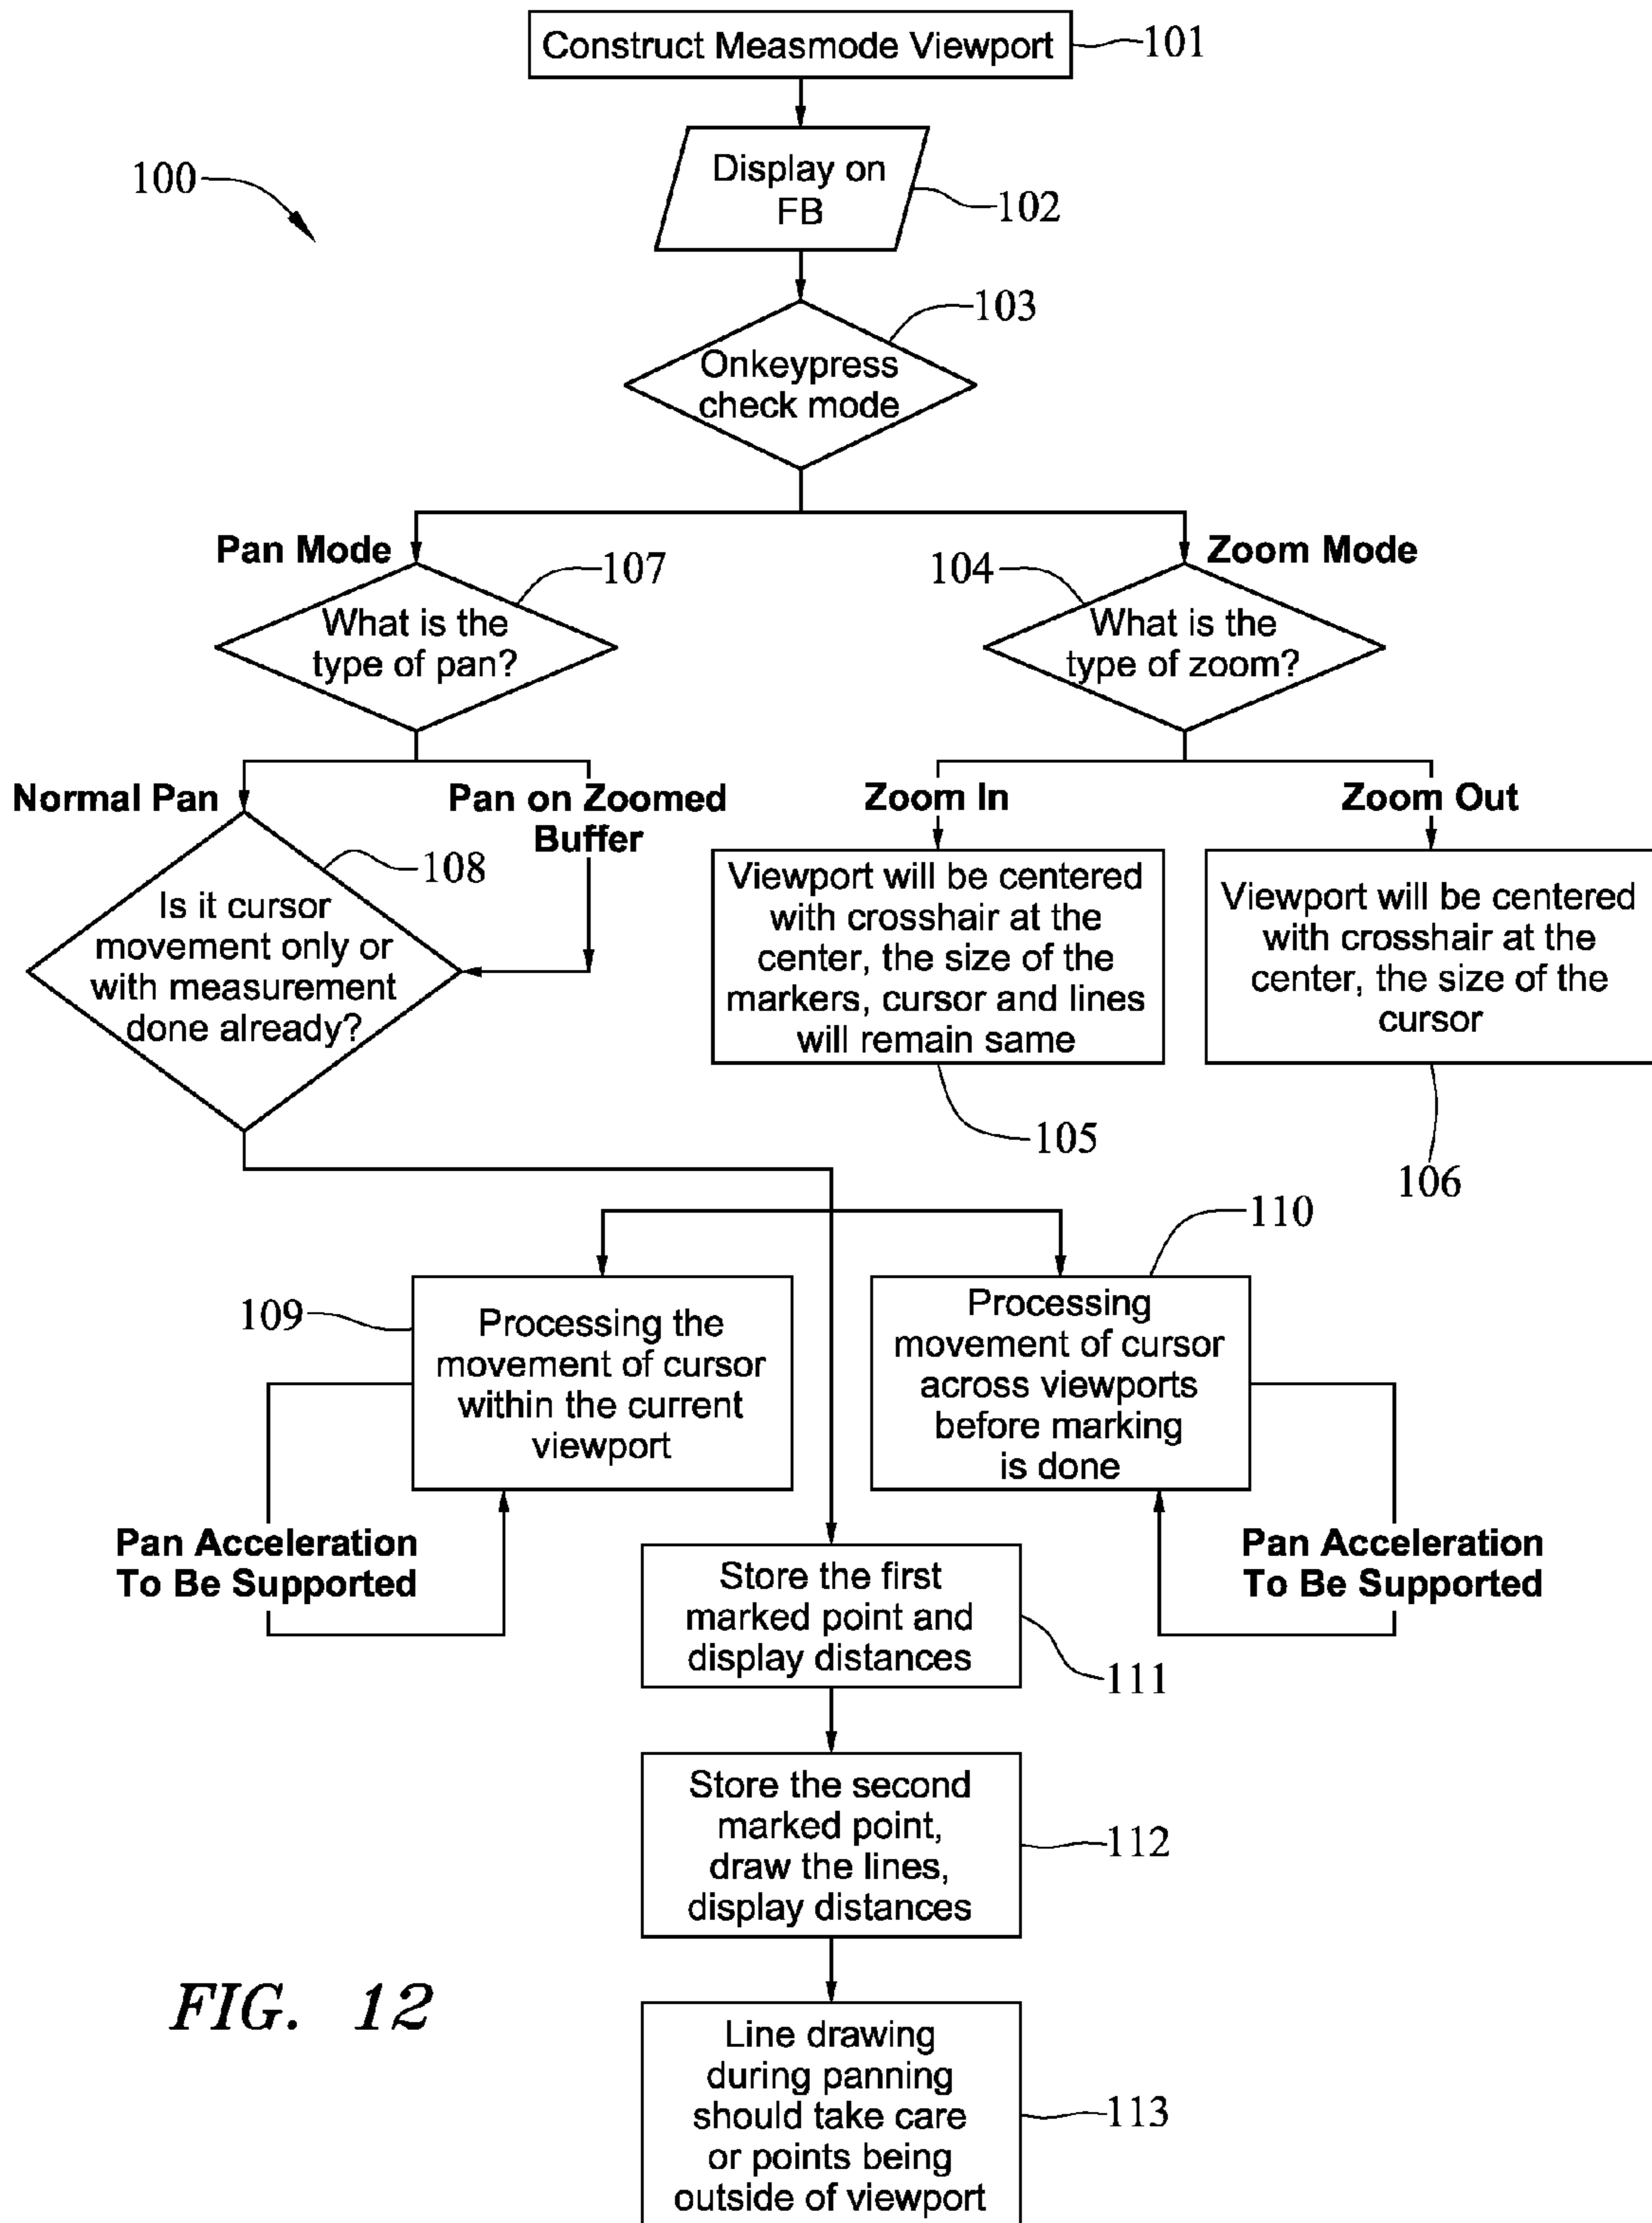 Construct Measmode Viewport
101
100
Display on
FB
102
103
Onkeypress
check mode
Pan Mode
107
What is the
type of pan?
104
Zoom Mode
What is the
type of zoom?
Normal Pan
Pan on Zoomed
Buffer
Zoom In
Zoom Out
108
Is it cursor
movement only or
with measurement
done already?
Viewport will be centered
with crosshair at the
center, the size of the
markers, cursor and lines
will remain same
105
Viewport will be centered
with crosshair at the
center, the size of the
cursor
106
109
Processing the
movement of cursor
within the current
viewport
110
Processing
movement of cursor
across viewports
before marking
is done
Pan Acceleration
To Be Supported
Pan Acceleration
To Be Supported
Store the first
marked point and
display distances
111
Store the second
marked point,
draw the lines,
display distances
112
Line drawing
during panning
should take care
or points being
outside of viewport
113
FIG. 12